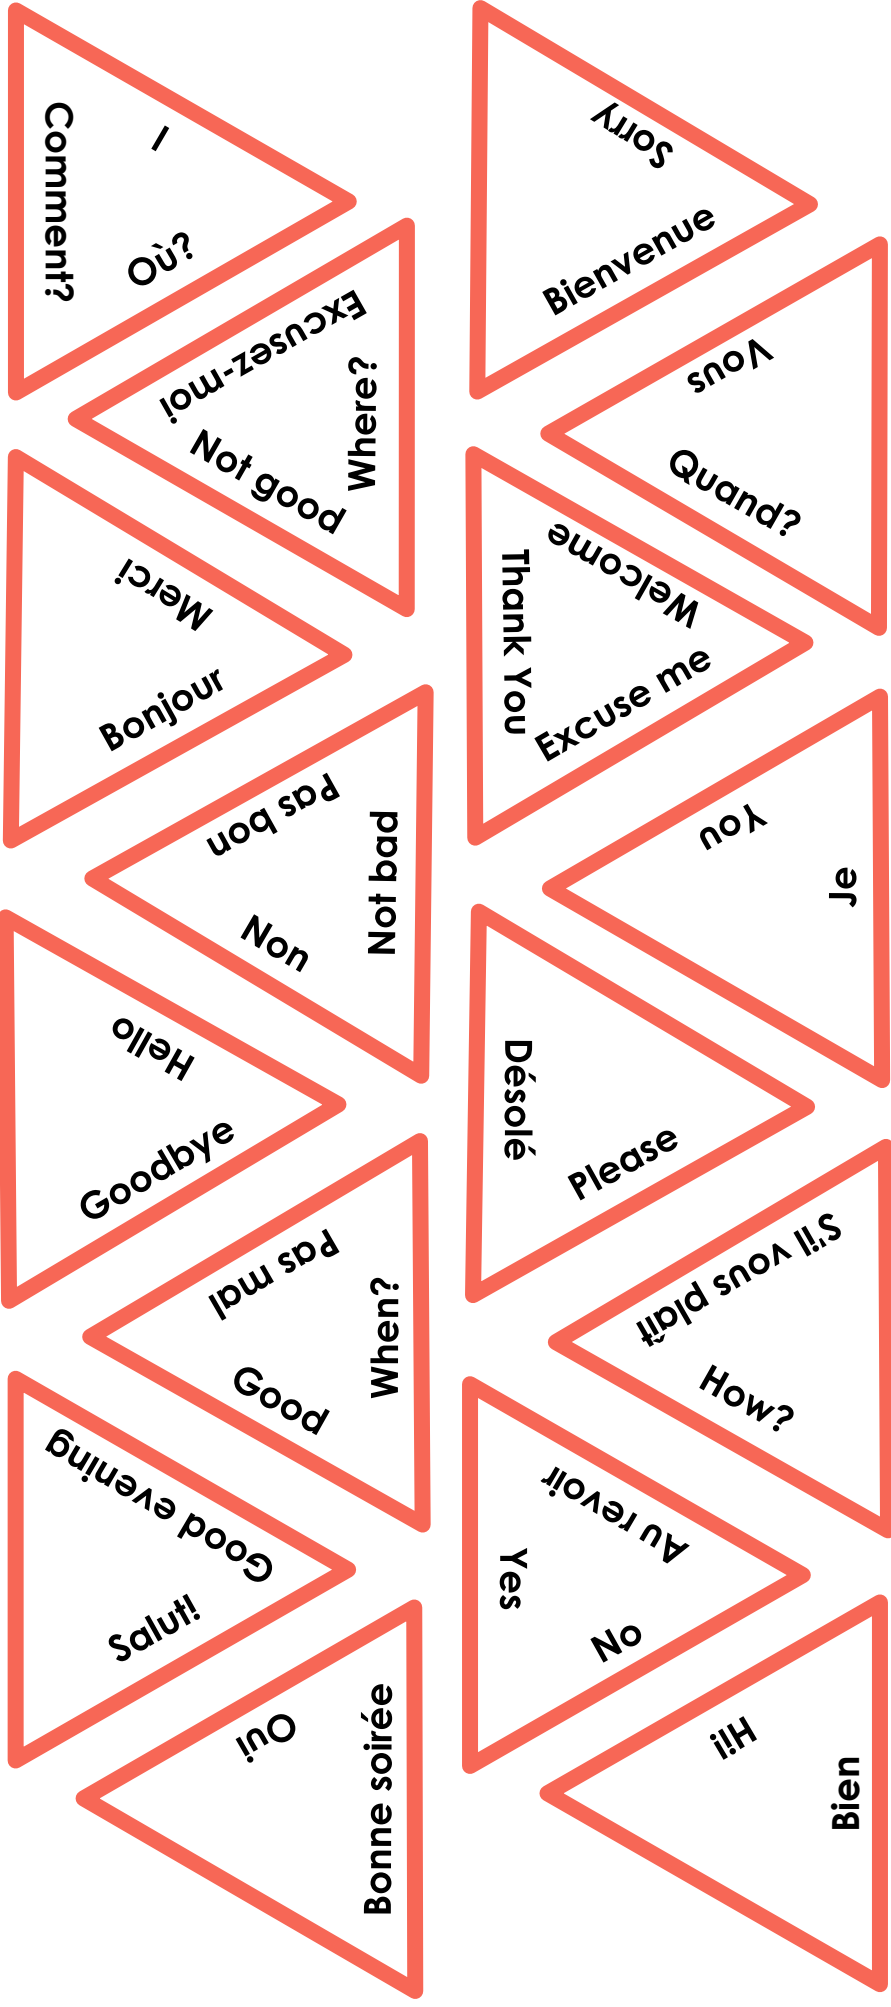 Comment?
I
Où?
Excusez-moi
Where?
Not good
Merci
Bonjour
Pas bon
Not bad
Non
Hello
Goodbye
Pas mal
When?
Good
Good evening
Salut!
Oui
Bonne soirée
Sorry
Bienvenue
Vous
Quand?
Welcome
Thank You
Excuse me
You
Je
Désolé
Please
S'il vous plaît
How?
Au revoir
Yes
No
Hi!
Bien